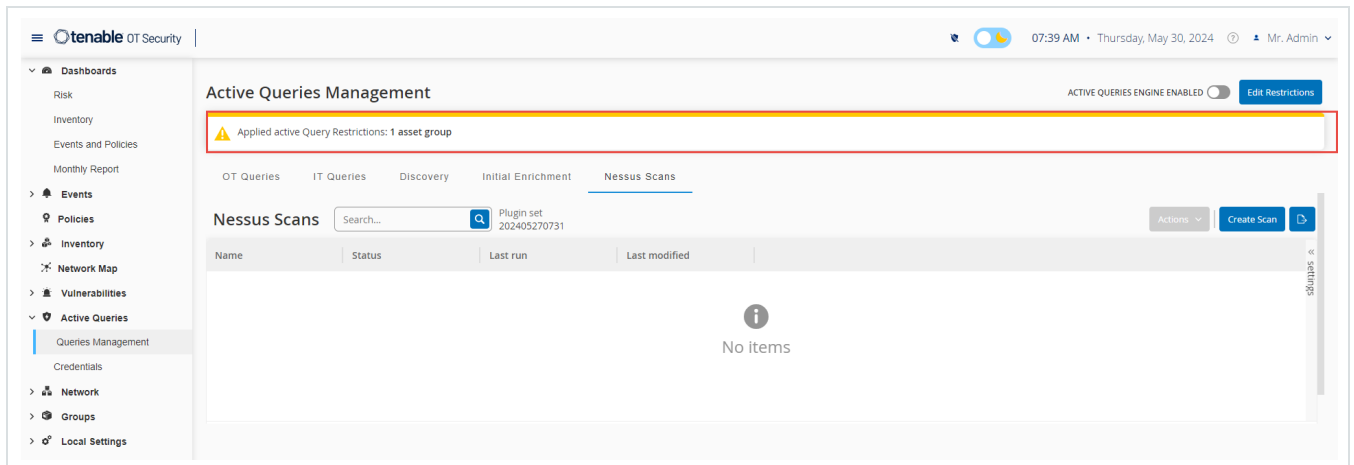 tenable OT Security
07:39 AM • Thursday, May 30, 2024 Mr. Admin
Dashboards
Risk
Inventory
Events and Policies
Monthly Report
Events
Policies
Inventory
Network Map
Vulnerabilities
Active Queries
Queries Management
Credentials
Network
Groups
Local Settings
Active Queries Management
ACTIVE QUERIES ENGINE ENABLED
Edit Restrictions
Applied active Query Restrictions: 1 asset group
OT Queries IT Queries Discovery Initial Enrichment Nessus Scans
Nessus Scans
Search...
Plugin set
202405270731
Actions
Create Scan
Name Status Last run Last modified
settings
No items